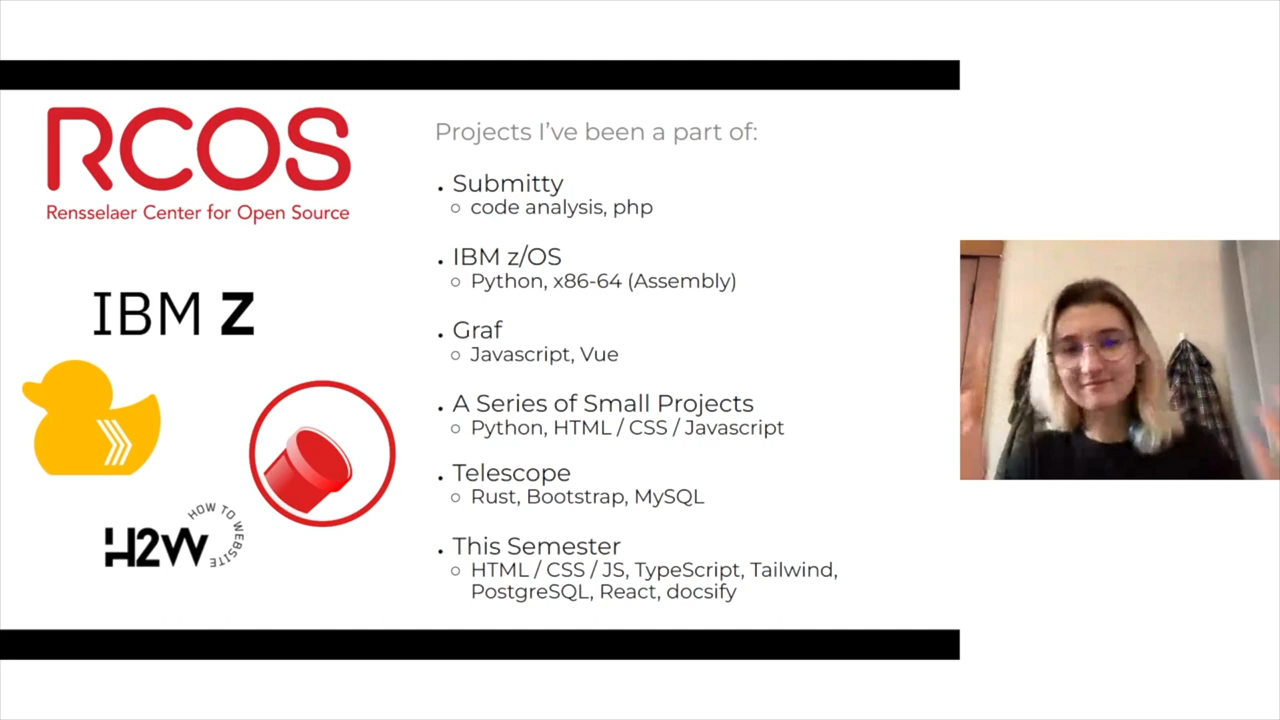 RCOS
Rensselaer Center for Open Source
IBM Z
H2W
HOW TO WEBSITE
Projects I’ve been a part of:
Submitty
code analysis, php
IBM z/OS
Python, x86-64 (Assembly)
Graf
Javascript, Vue
A Series of Small Projects
Python, HTML / CSS / Javascript
Telescope
Rust, Bootstrap, MySQL
This Semester
HTML / CSS / JS, TypeScript, Tailwind,
PostgreSQL, React, docsify